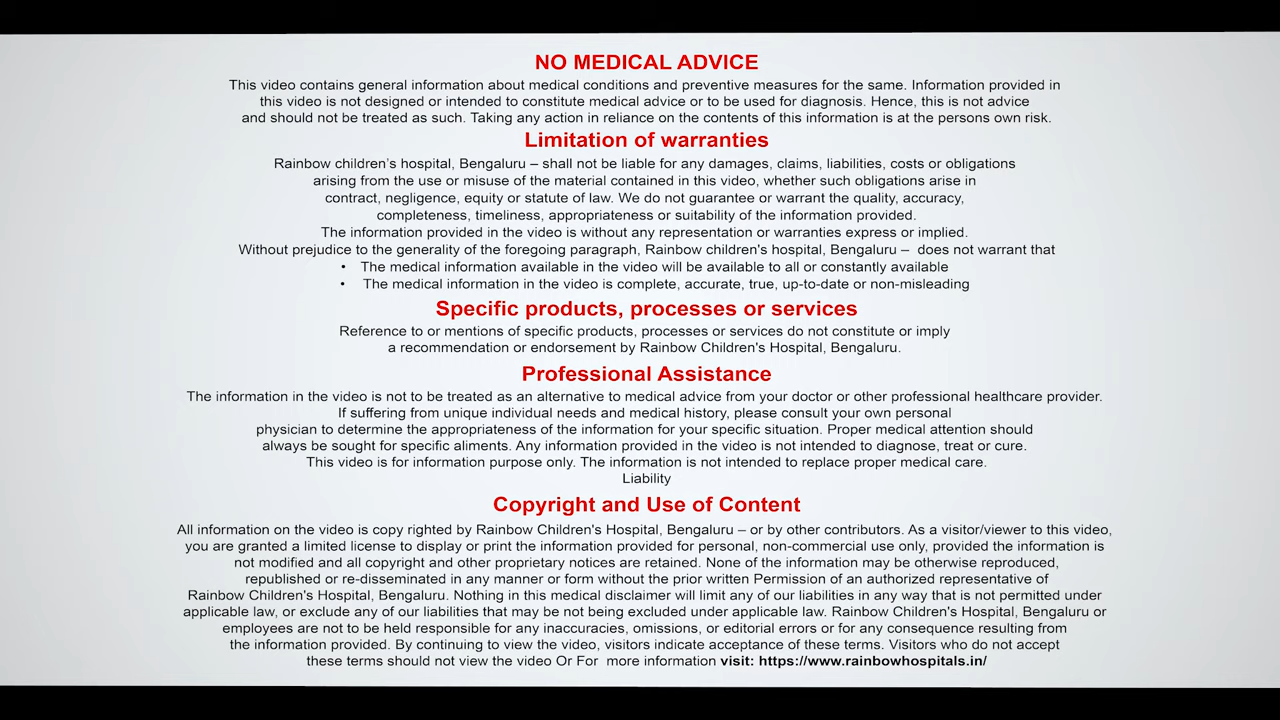 NO MEDICAL ADVICE
This video contains general information about medical conditions and preventive measures for the same. Information provided in
this video is not designed or intended to constitute medical advice or to be used for diagnosis. Hence, this is not advice
and should not be treated as such. Taking any action in reliance on the contents of this information is at the persons own risk.
Limitation of warranties
Rainbow children's hospital, Bengaluru – shall not be liable for any damages, claims, liabilities, costs or obligations
arising from the use or misuse of the material contained in this video, whether such obligations arise in
contract, negligence, equity or statute of law. We do not guarantee or warrant the quality, accuracy,
completeness, timeliness, appropriateness or suitability of the information provided.
The information provided in the video is without any representation or warranties express or implied.
Without prejudice to the generality of the foregoing paragraph, Rainbow children's hospital, Bengaluru – does not warrant that
• The medical information available in the video will be available to all or constantly available
• The medical information in the video is complete, accurate, true, up-to-date or non-misleading
Specific products, processes or services
Reference to or mentions of specific products, processes or services do not constitute or imply
a recommendation or endorsement by Rainbow Children's Hospital, Bengaluru.
Professional Assistance
The information in the video is not to be treated as an alternative to medical advice from your doctor or other professional healthcare provider.
If suffering from unique individual needs and medical history, please consult your own personal
physician to determine the appropriateness of the information for your specific situation. Proper medical attention should
always be sought for specific aliments. Any information provided in the video is not intended to diagnose, treat or cure.
This video is for information purpose only. The information is not intended to replace proper medical care.
Liability
Copyright and Use of Content
All information on the video is copy righted by Rainbow Children's Hospital, Bengaluru – or by other contributors. As a visitor/viewer to this video,
you are granted a limited license to display or print the information provided for personal, non-commercial use only, provided the information is
not modified and all copyright and other proprietary notices are retained. None of the information may be otherwise reproduced,
republished or re-disseminated in any manner or form without the prior written Permission of an authorized representative of
Rainbow Children's Hospital, Bengaluru. Nothing in this medical disclaimer will limit any of our liabilities in any way that is not permitted under
applicable law, or exclude any of our liabilities that may be not being excluded under applicable law. Rainbow Children's Hospital, Bengaluru or
employees are not to be held responsible for any inaccuracies, omissions, or editorial errors or for any consequence resulting from
the information provided. By continuing to view the video, visitors indicate acceptance of these terms. Visitors who do not accept
these terms should not view the video Or For more information visit: https://www.rainbowhospitals.in/